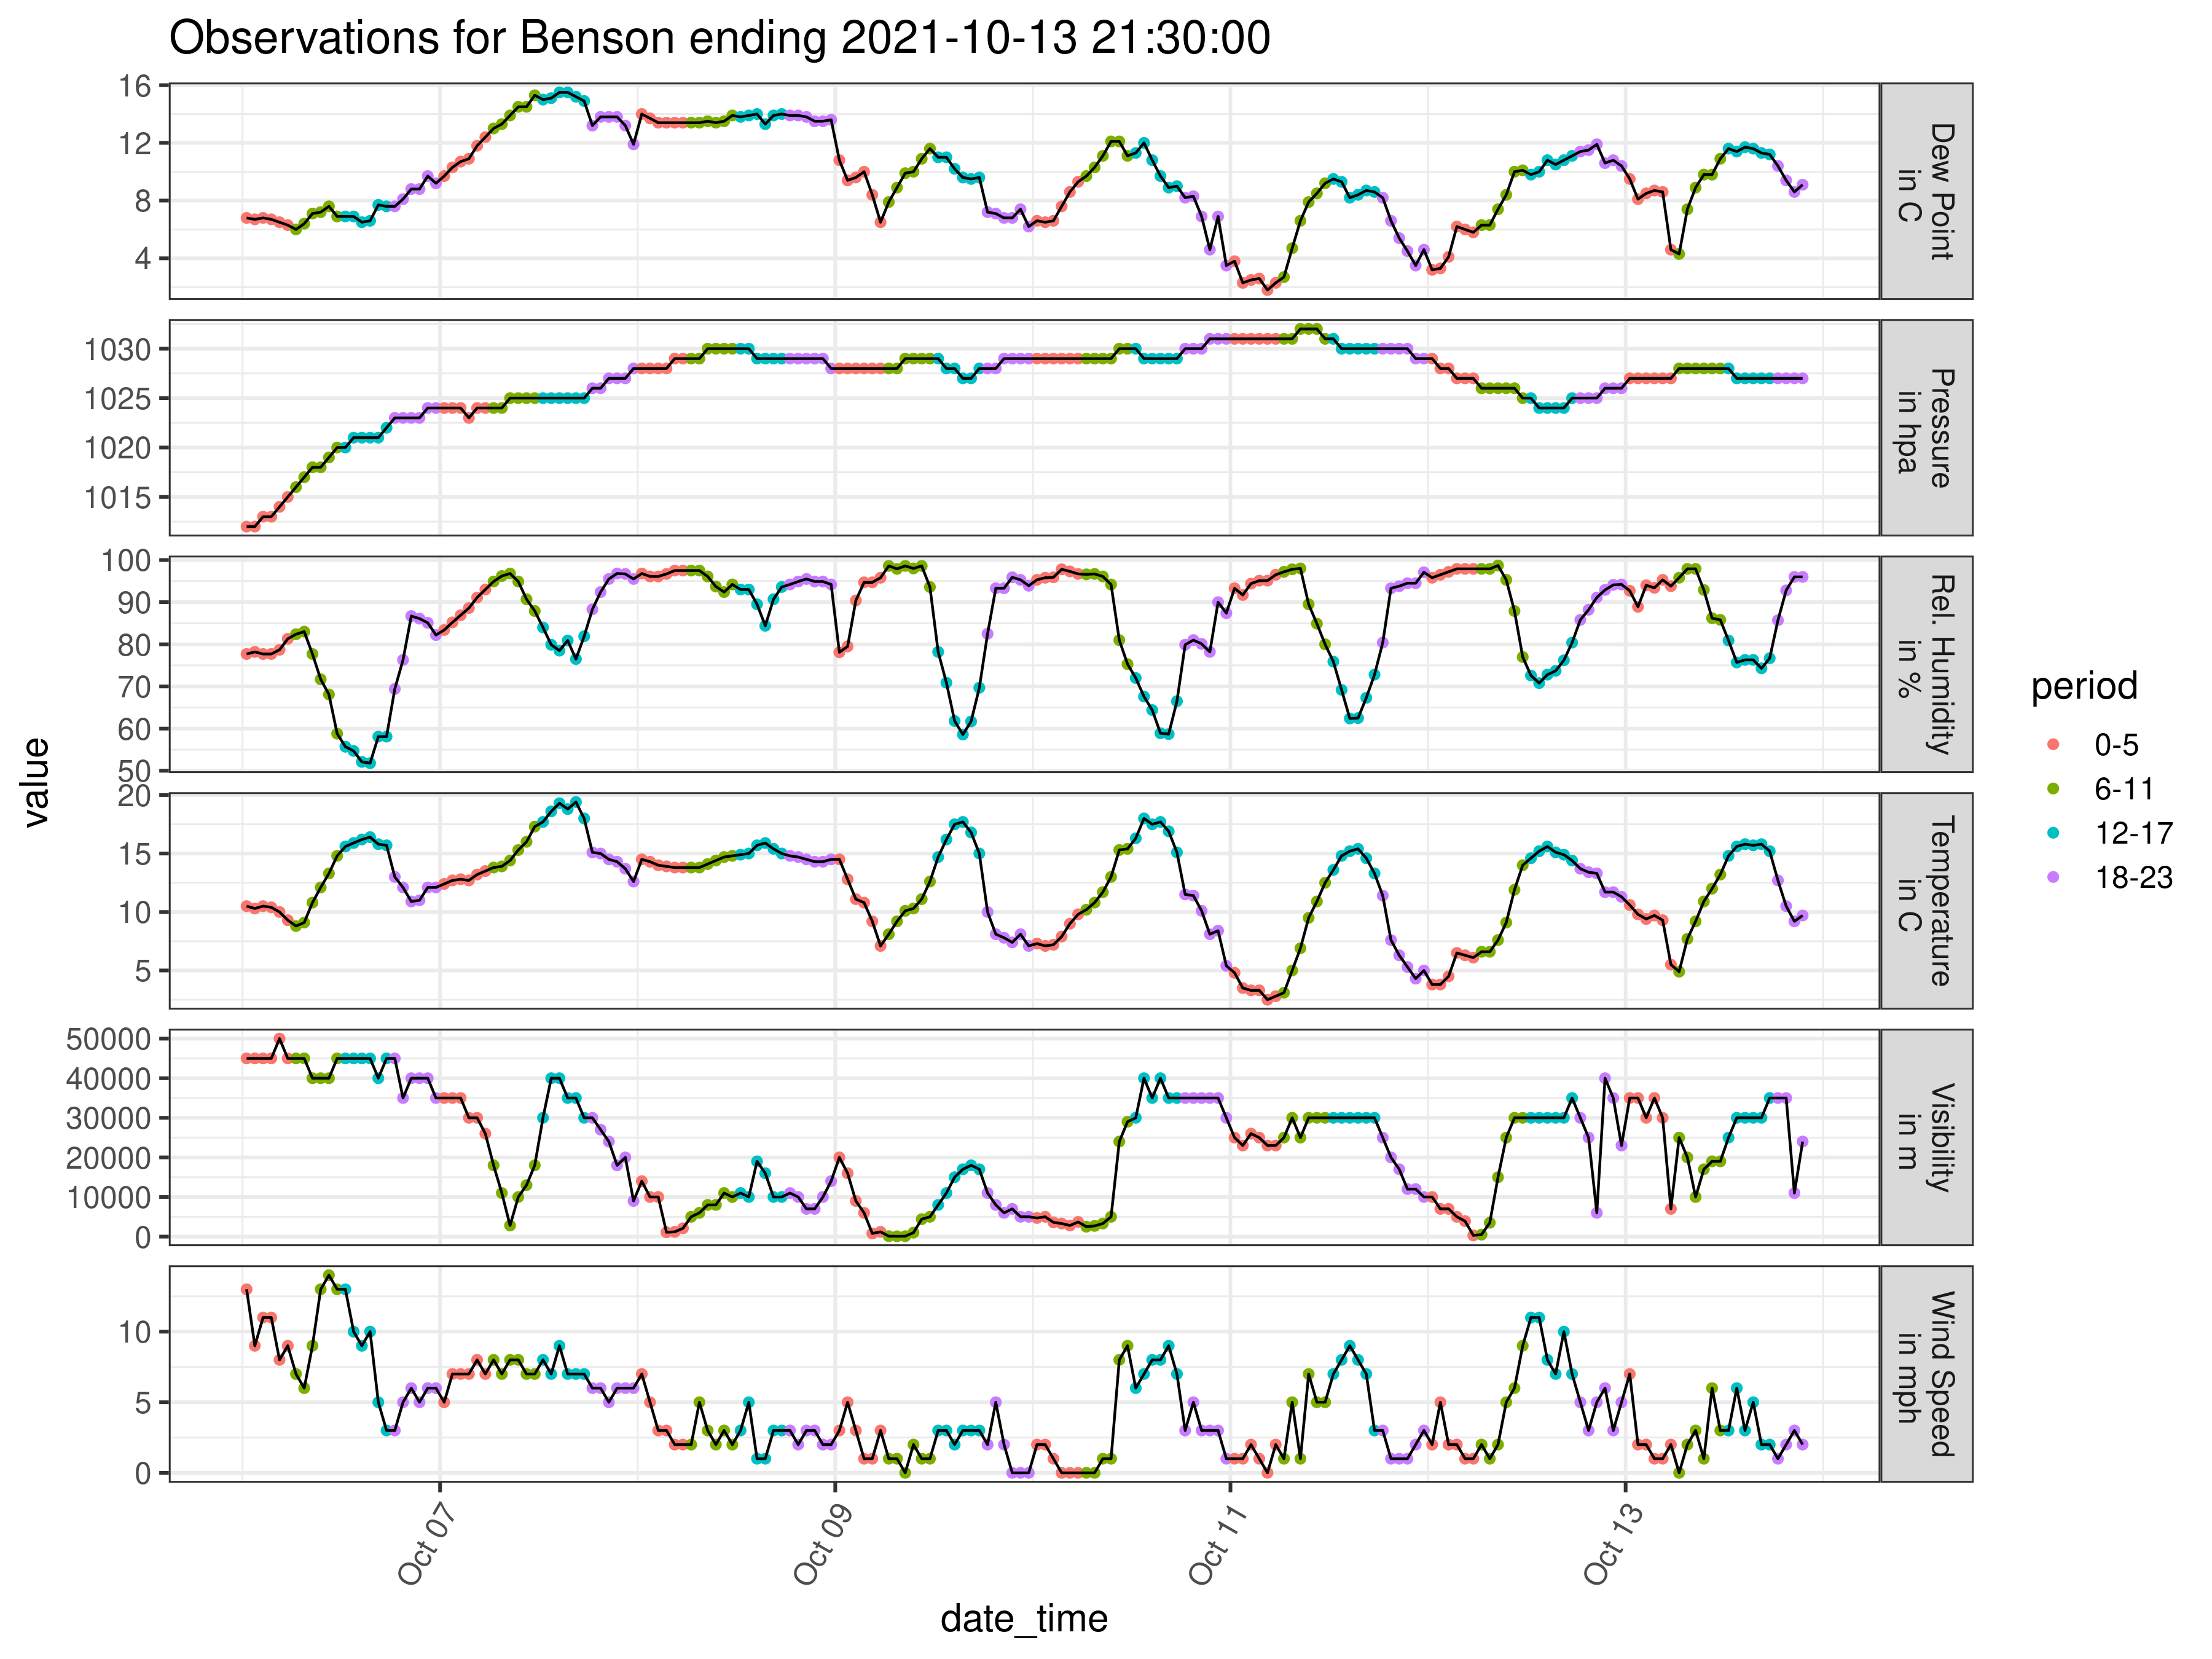 Observations for Benson ending 2021-10-13 21:30:00
value
16
12
8
4
Dew Point
in C
1030
1025
1020
1015
Pressure
in hpa
100
90
80
70
60
50
Rel. Humidity
in %
20
15
10
5
Temperature
in C
50000
40000
30000
20000
10000
0
Visibility
in m
10
5
0
Wind Speed
in mph
Oct 07
Oct 09
Oct 11
Oct 13
date_time
period
0-5
6-11
12-17
18-23